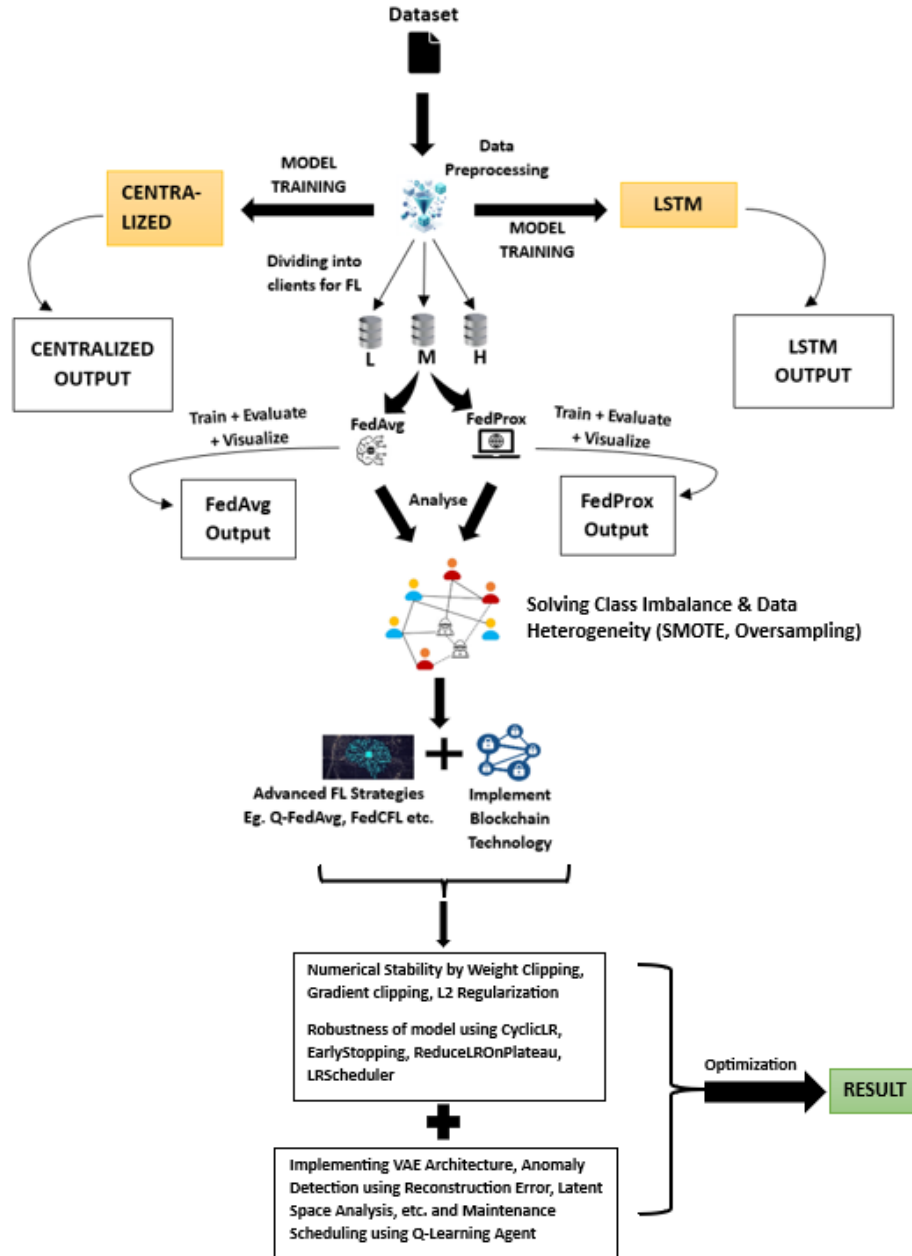 Dataset
Data
Preprocessing
MODEL
TRAINING
CENTRA-
LIZED
LSTM
MODEL
TRAINING
Dividing into
clients for FL
CENTRALIZED
OUTPUT
L
M
H
LSTM
OUTPUT
Train + Evaluate
+ Visualize
FedAvg
FedProx
Train + Evaluate
+ Visualize
FedAvg
Output
Analyse
FedProx
Output
Solving Class Imbalance & Data
Heterogeneity (SMOTE, Oversampling)
Advanced FL Strategies
Eg. Q-FedAvg, FedCFL etc.
Implement
Blockchain
Technology
Numerical Stability by Weight Clipping,
Gradient clipping, L2 Regularization
Robustness of model using CyclicLR,
EarlyStopping, ReduceLROnPlateau,
LRScheduler
Optimization
RESULT
Implementing VAE Architecture, Anomaly
Detection using Reconstruction Error, Latent
Space Analysis, etc. and Maintenance
Scheduling using Q-Learning Agent